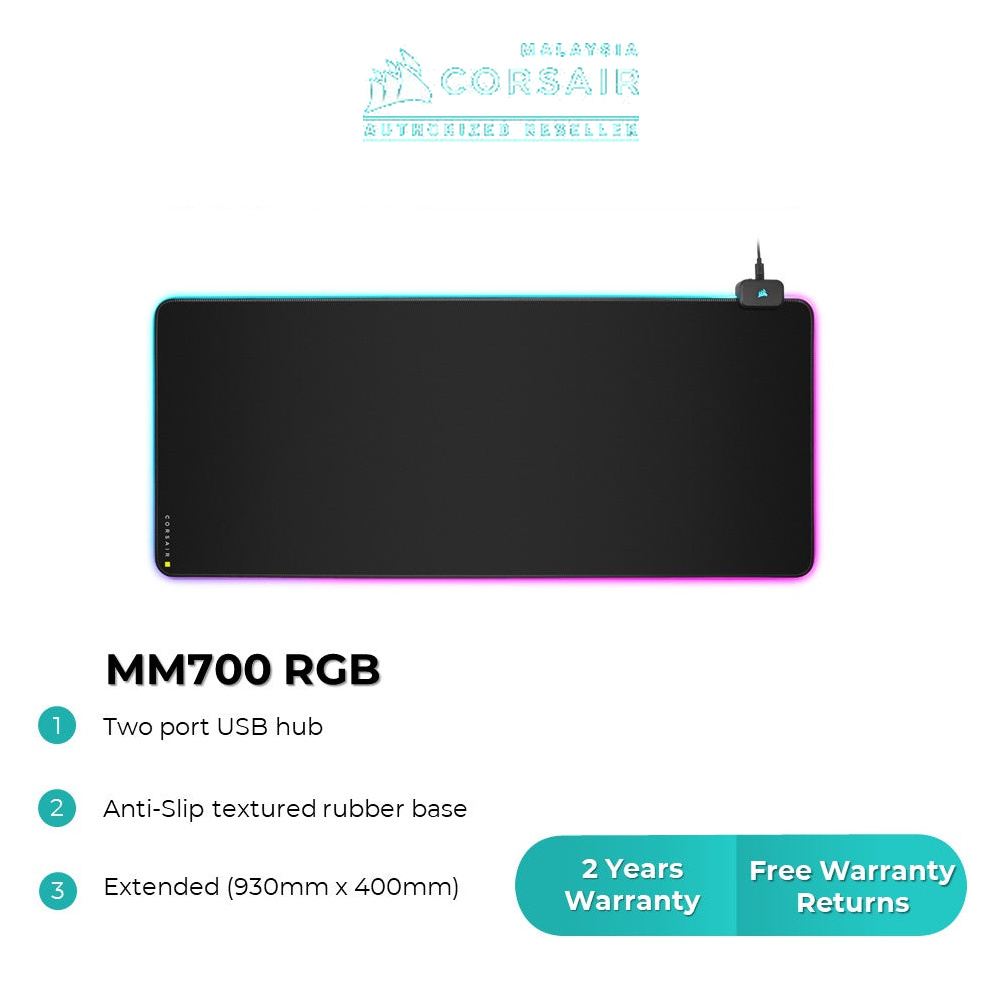 MALAYSIA
CORSAIR
AUTHORIZED RESELLER
CORSAIR
MM700 RGB
1 Two port USB hub
2 Anti-Slip textured rubber base
3 Extended (930mm x 400mm)
2 Years
Warranty
Free Warranty
Returns